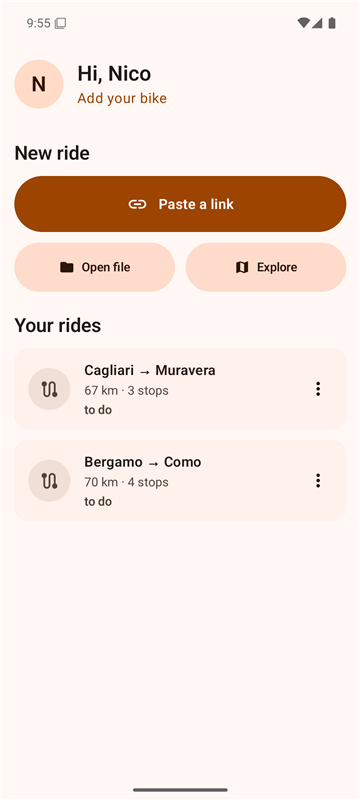 9:55
N
Hi, Nico
Add your bike
New ride
Paste a link
Open file
Explore
Your rides
Cagliari → Muravera
67 km · 3 stops
to do
Bergamo → Como
70 km · 4 stops
to do